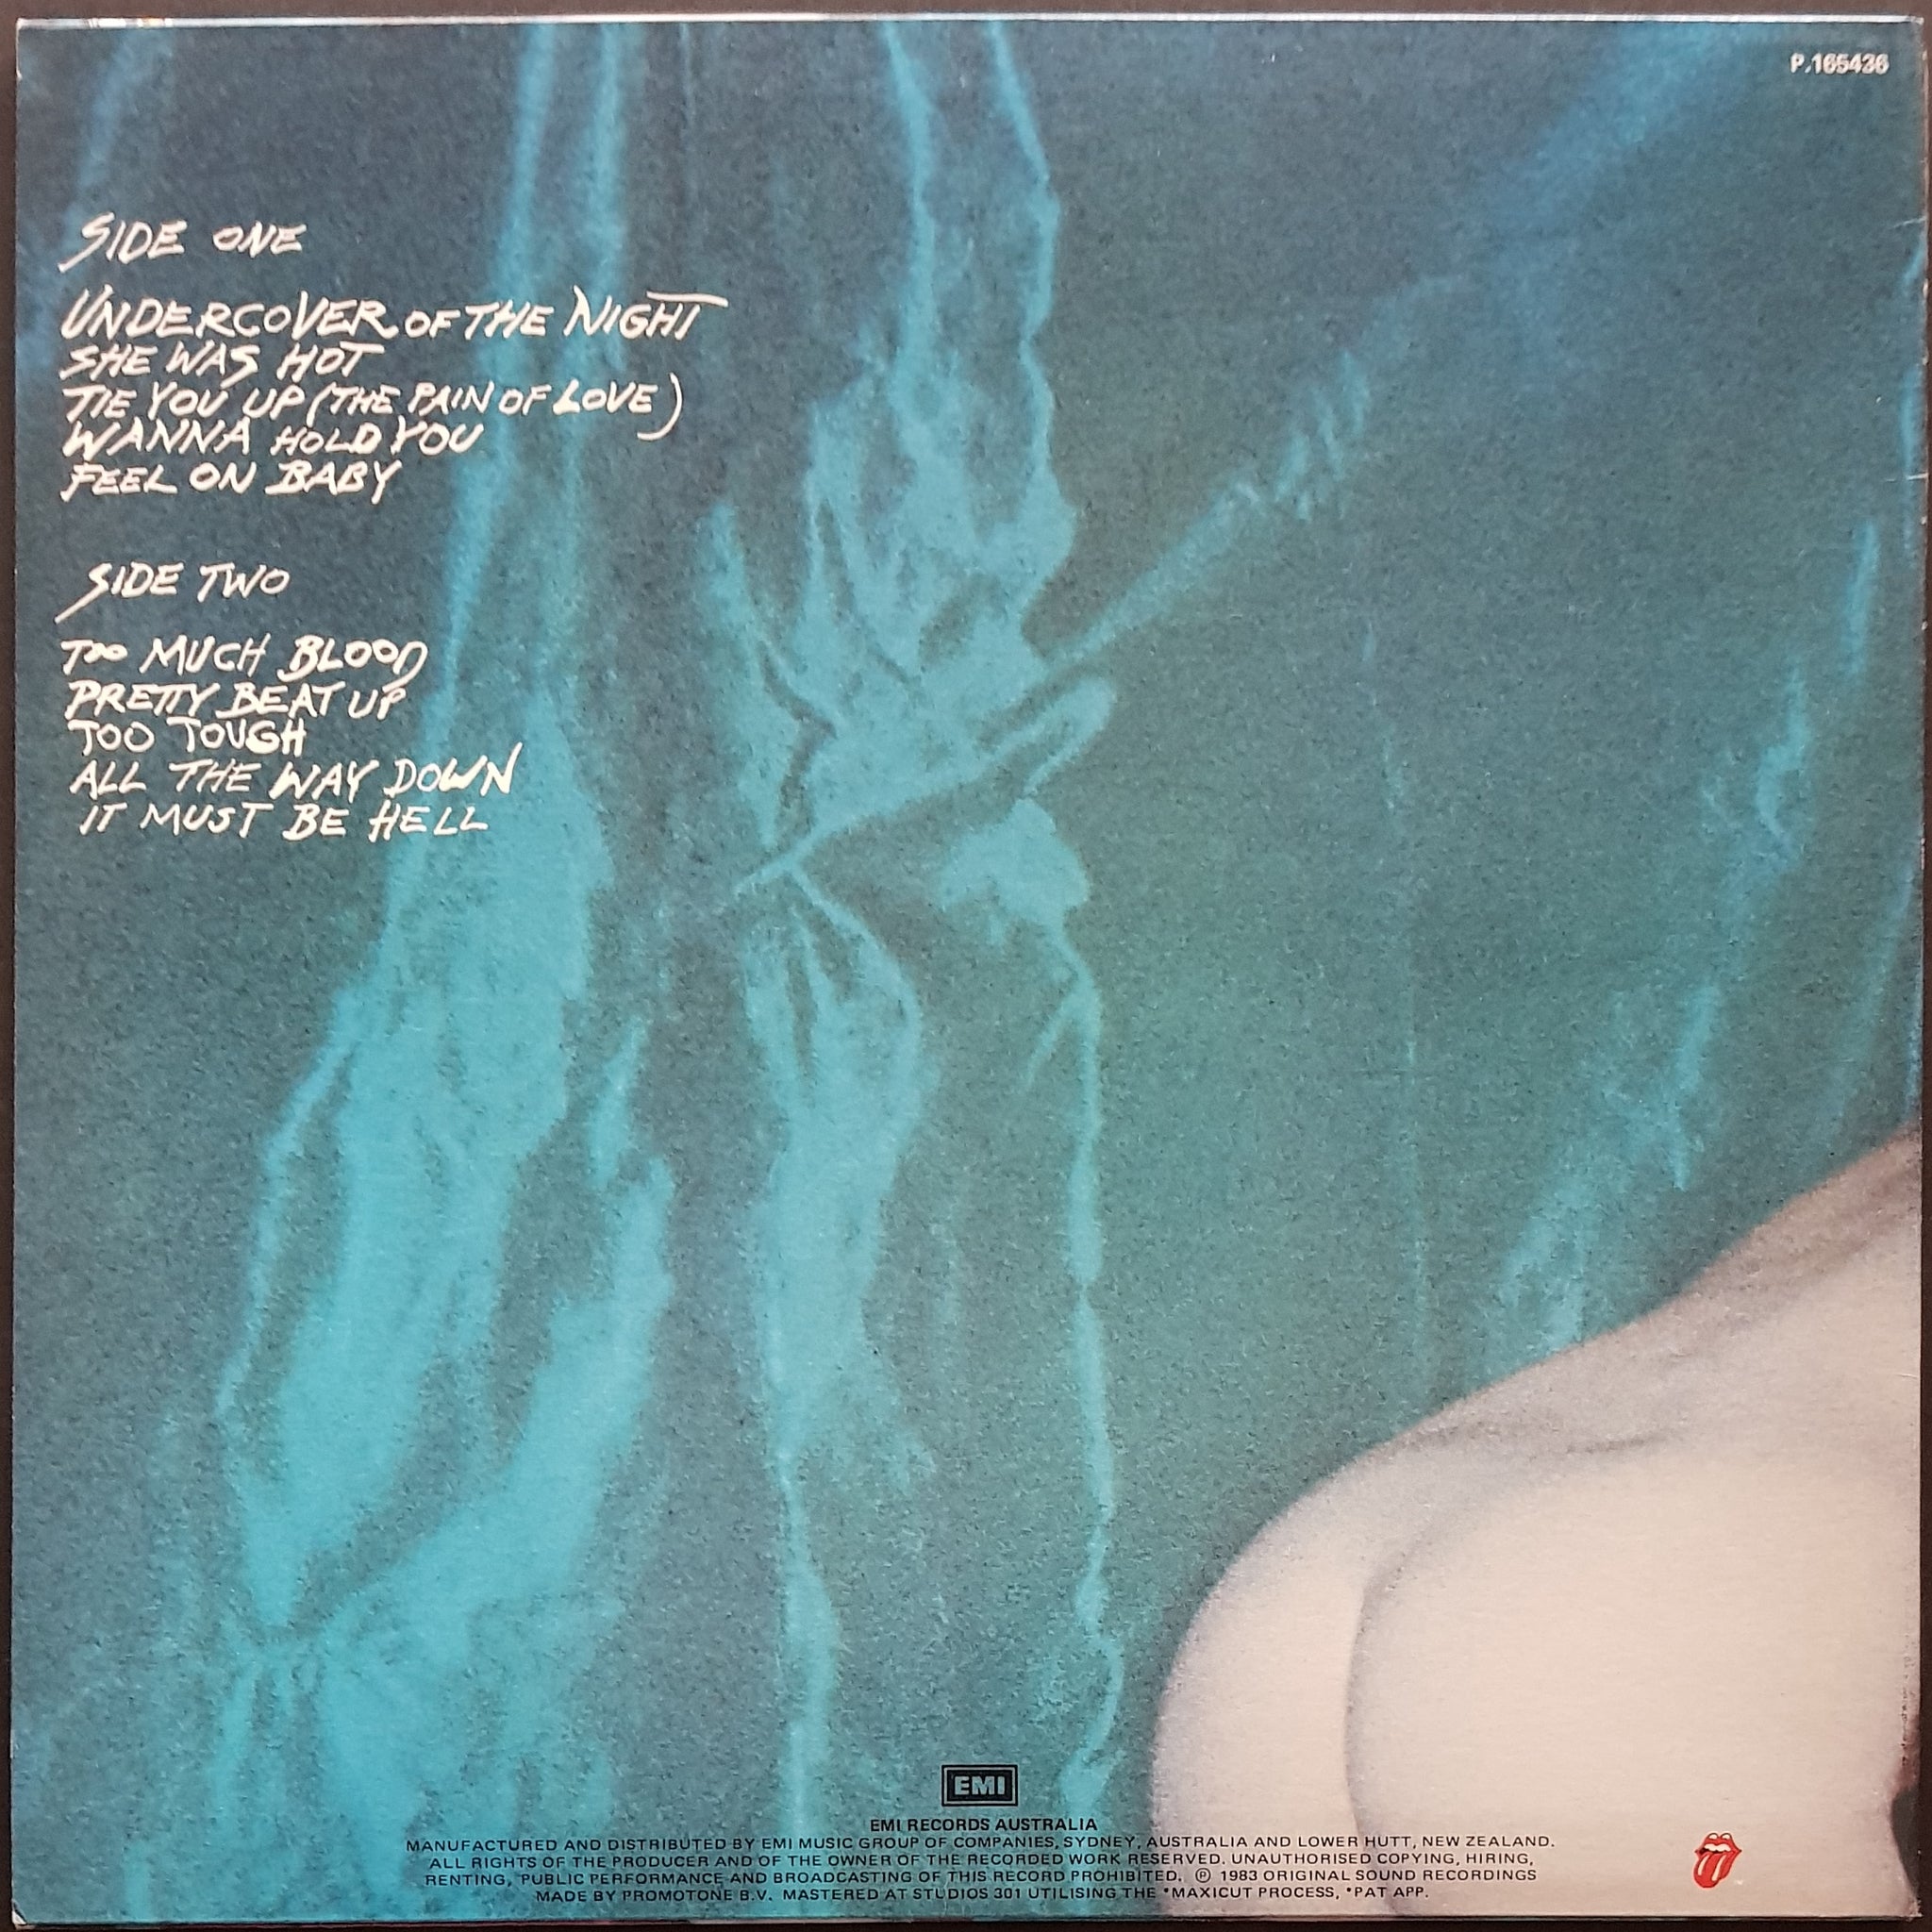 P.165436
SIDE ONE
UNDERCOVER OF THE NIGHT
SHE WAS HOT
TIE YOU UP (THE PAIN OF LOVE)
WANNA HOLD YOU
FEEL ON BABY
SIDE TWO
TOO MUCH BLOOD
PRETTY BEAT UP
TOO TOUGH
ALL THE WAY DOWN
IT MUST BE HELL
EMI
EMI RECORDS AUSTRALIA
MANUFACTURED AND DISTRIBUTED BY EMI MUSIC GROUP OF COMPANIES, SYDNEY, AUSTRALIA AND LOWER HUTT, NEW ZEALAND.
ALL RIGHTS OF THE PRODUCER AND OF THE OWNER OF THE RECORDED WORK RESERVED. UNAUTHORISED COPYING, HIRING,
RENTING, PUBLIC PERFORMANCE AND BROADCASTING OF THIS RECORD PROHIBITED. ℗ 1983 ORIGINAL SOUND RECORDINGS
MADE BY PROMOTONE B.V. MASTERED AT STUDIOS 301 UTILISING THE *MAXICUT PROCESS, *PAT APP.